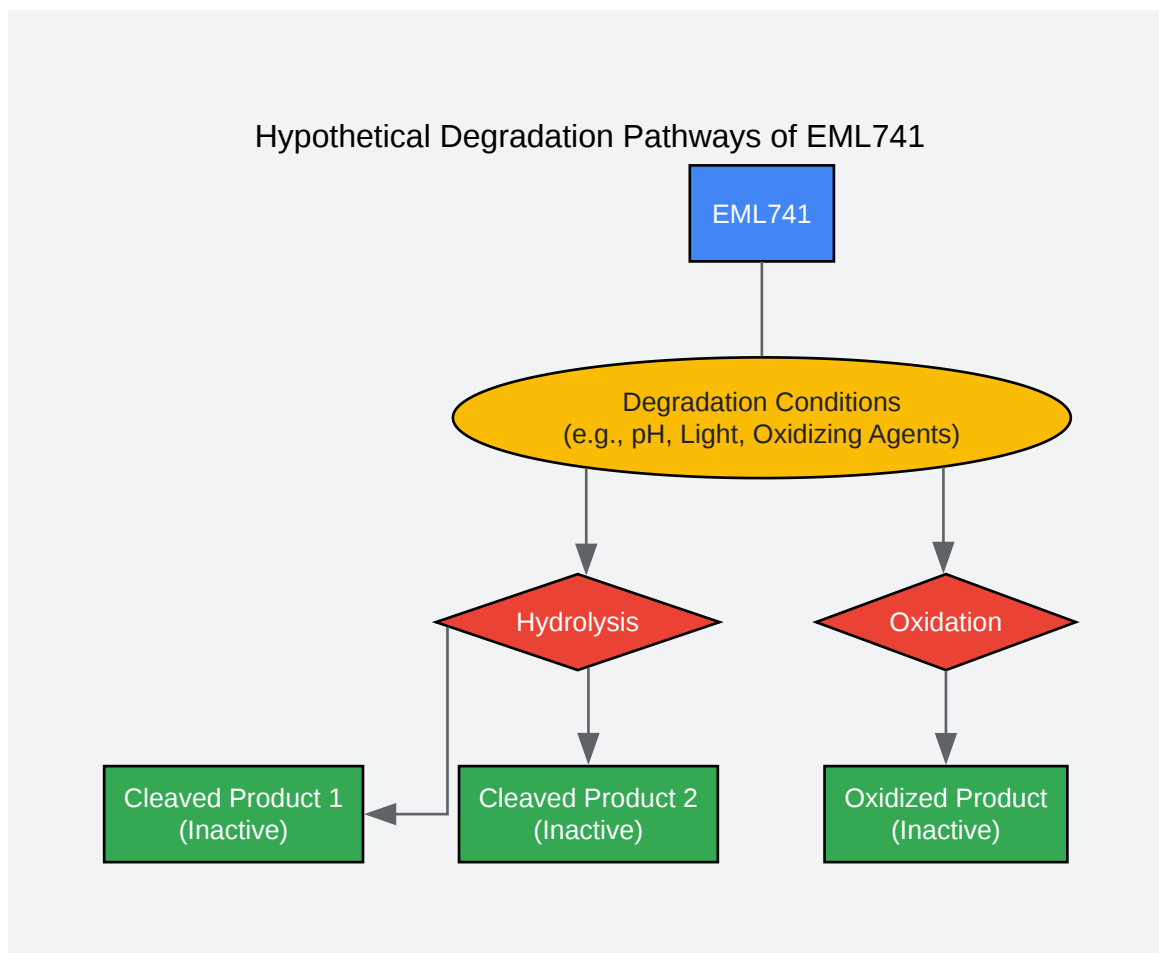 Hypothetical Degradation Pathways of EML741
EML741
Degradation Conditions
(e.g., pH, Light, Oxidizing Agents)
Hydrolysis
Oxidation
Cleaved Product 1
(Inactive)
Cleaved Product 2
(Inactive)
Oxidized Product
(Inactive)